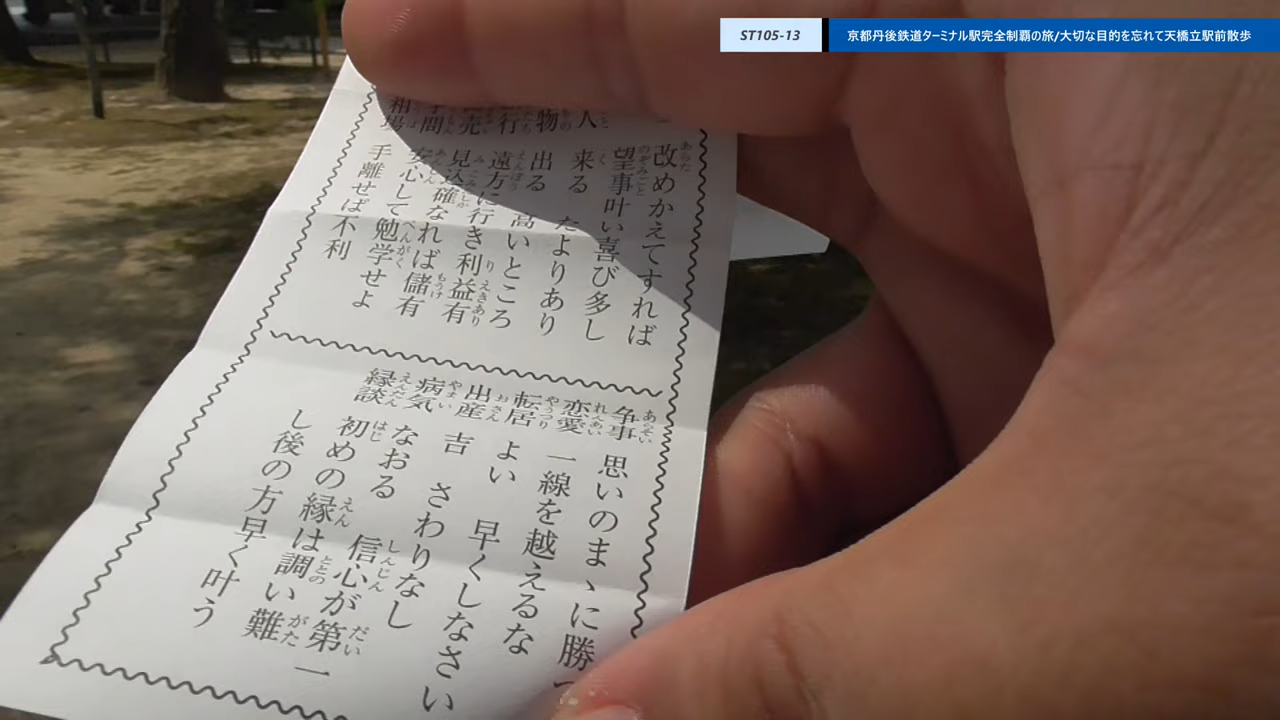 ST105-13
京都丹後鉄道ターミナル駅完全制覇の旅/大切な目的を忘れて天橋立駅前散歩
改めかえてすれば
望事叶い喜び多し
人 来る たよりあり
物 出る 高いところ
行 遠方に行き利益有
売 見込確なれば儲有
間 安心して勉学せよ
相場 手離せば不利
争事 思いのまゝに勝つ
恋愛 一線を越えるな
転居 よい 早くしなさい
出産 吉 さわりなし
病気 なおる 信心が第一
縁談 初めの縁は調い難
し後の方早く叶う